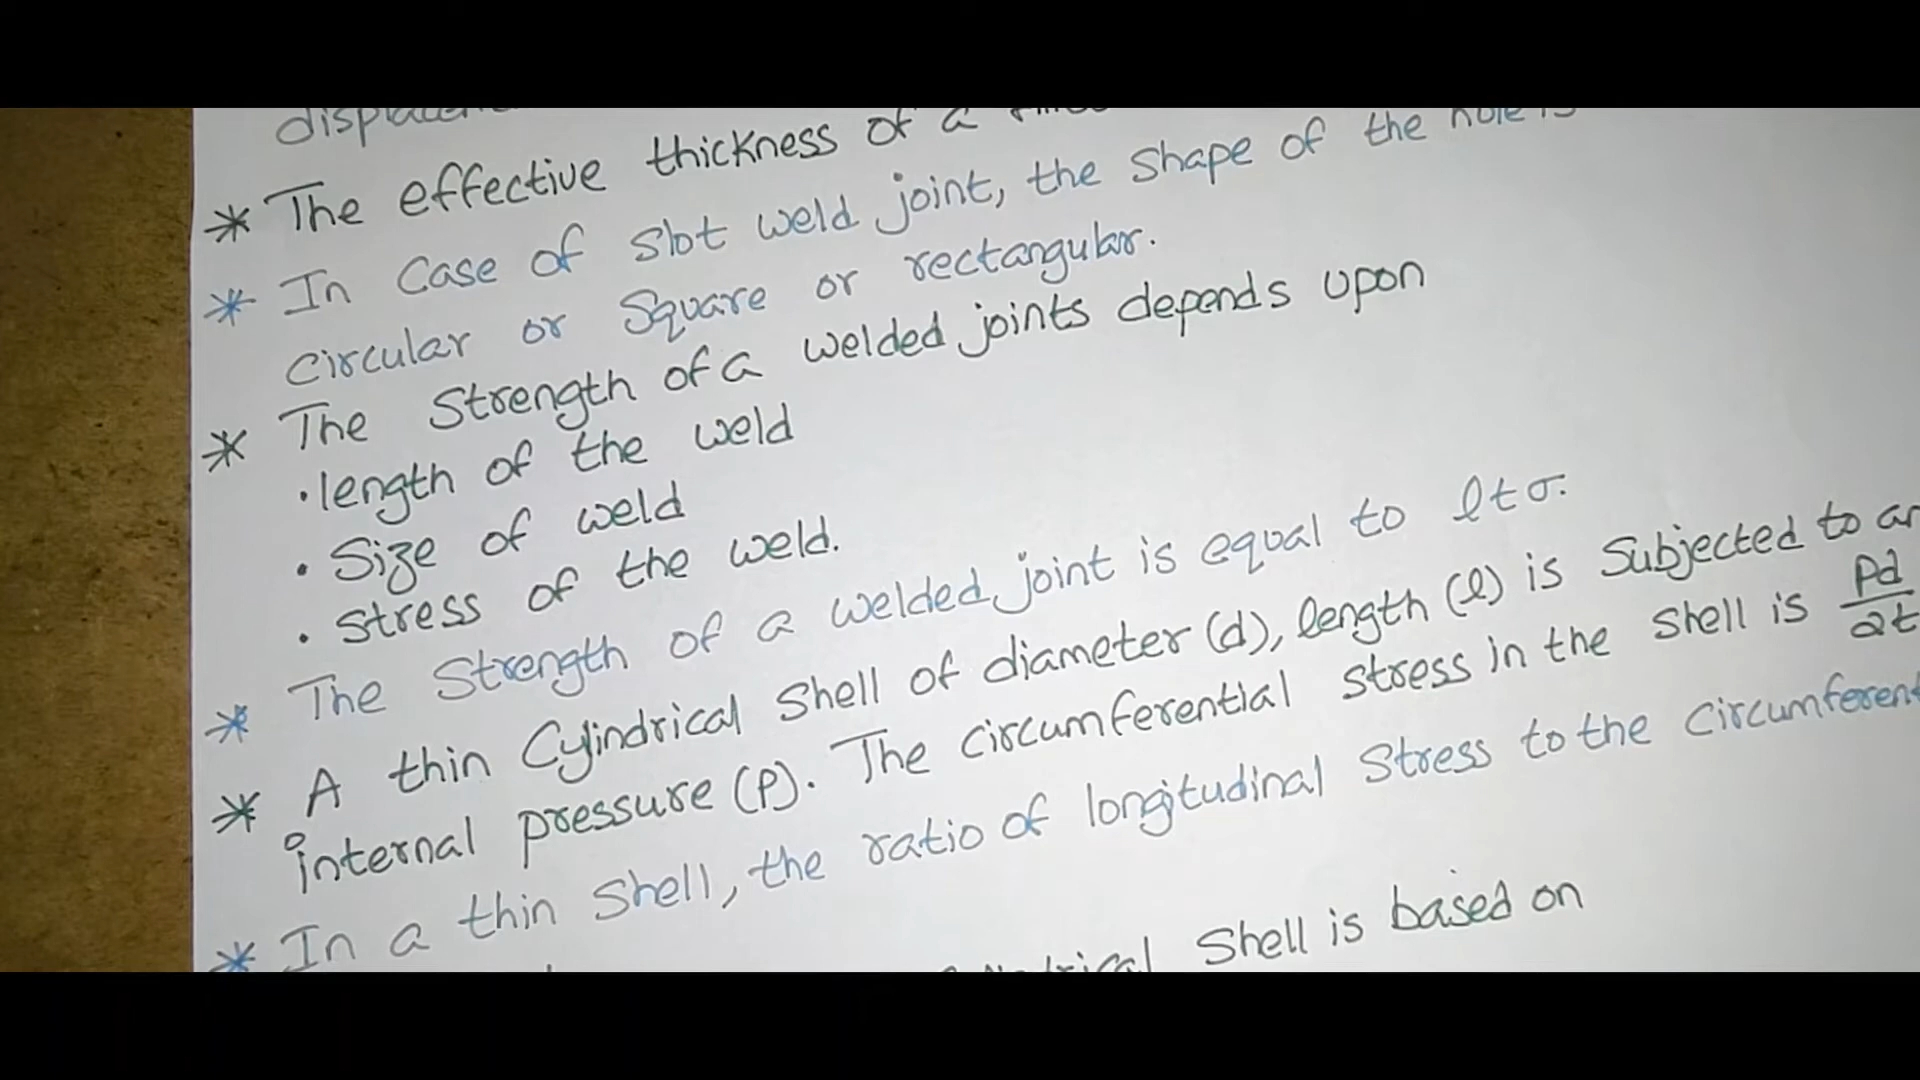 * The effective thickness of a
* In Case of Slot weld joint, the shape of the hole is
Circular or Square or rectangular.
* The Strength of a welded joints depends upon
• length of the weld
• Size of weld
• stress of the weld.
* The Strength of a welded joint is equal to ltσ.
* A thin Cylindrical Shell of diameter (d), length (l) is Subjected to an
internal pressure (P). The circumferential stress in the shell is Pd/2t
* In a thin Shell, the ratio of longitudinal Stress to the Circumferent
Shell is based on